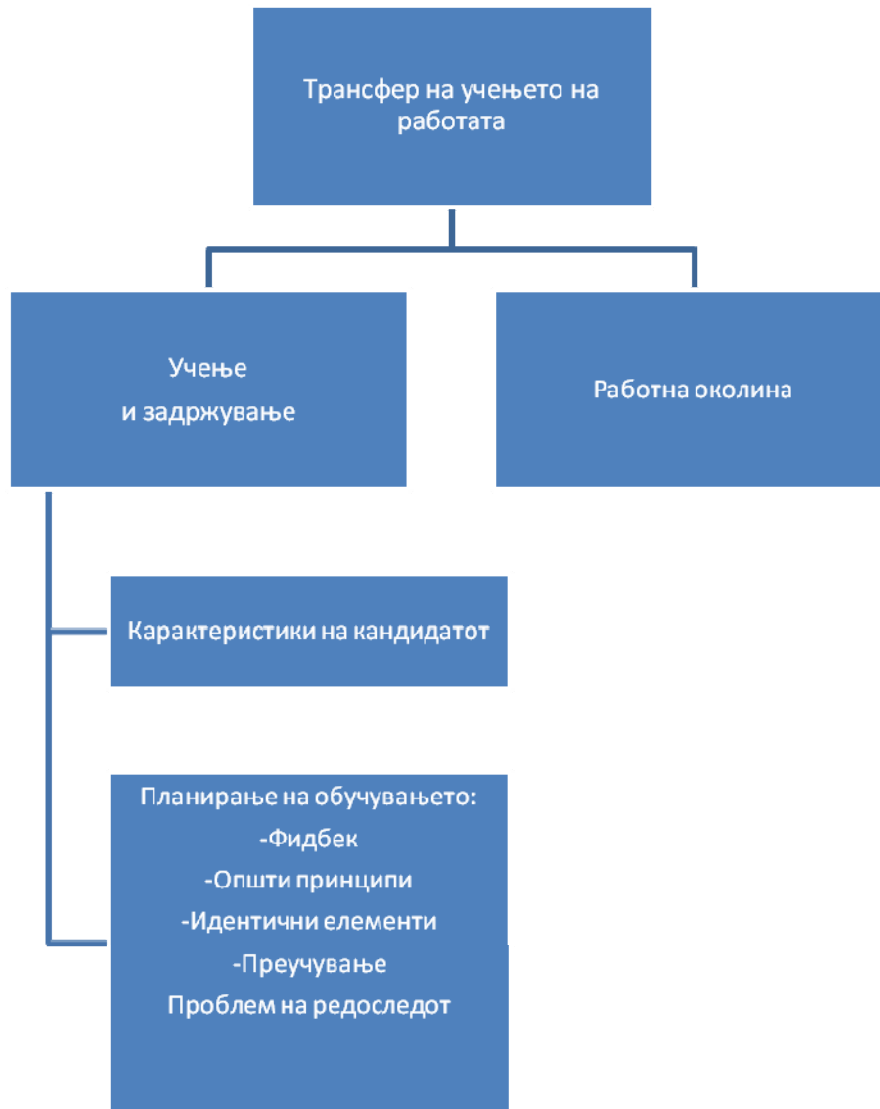 Трансфер на учењето на
работата
Учење
и задржување
Работна околина
Карактеристики на кандидатот
Планирање на обучувањето:
-Фидбек
-Општи принципи
-Идентични елементи
-Преучување
Проблем на редоследот